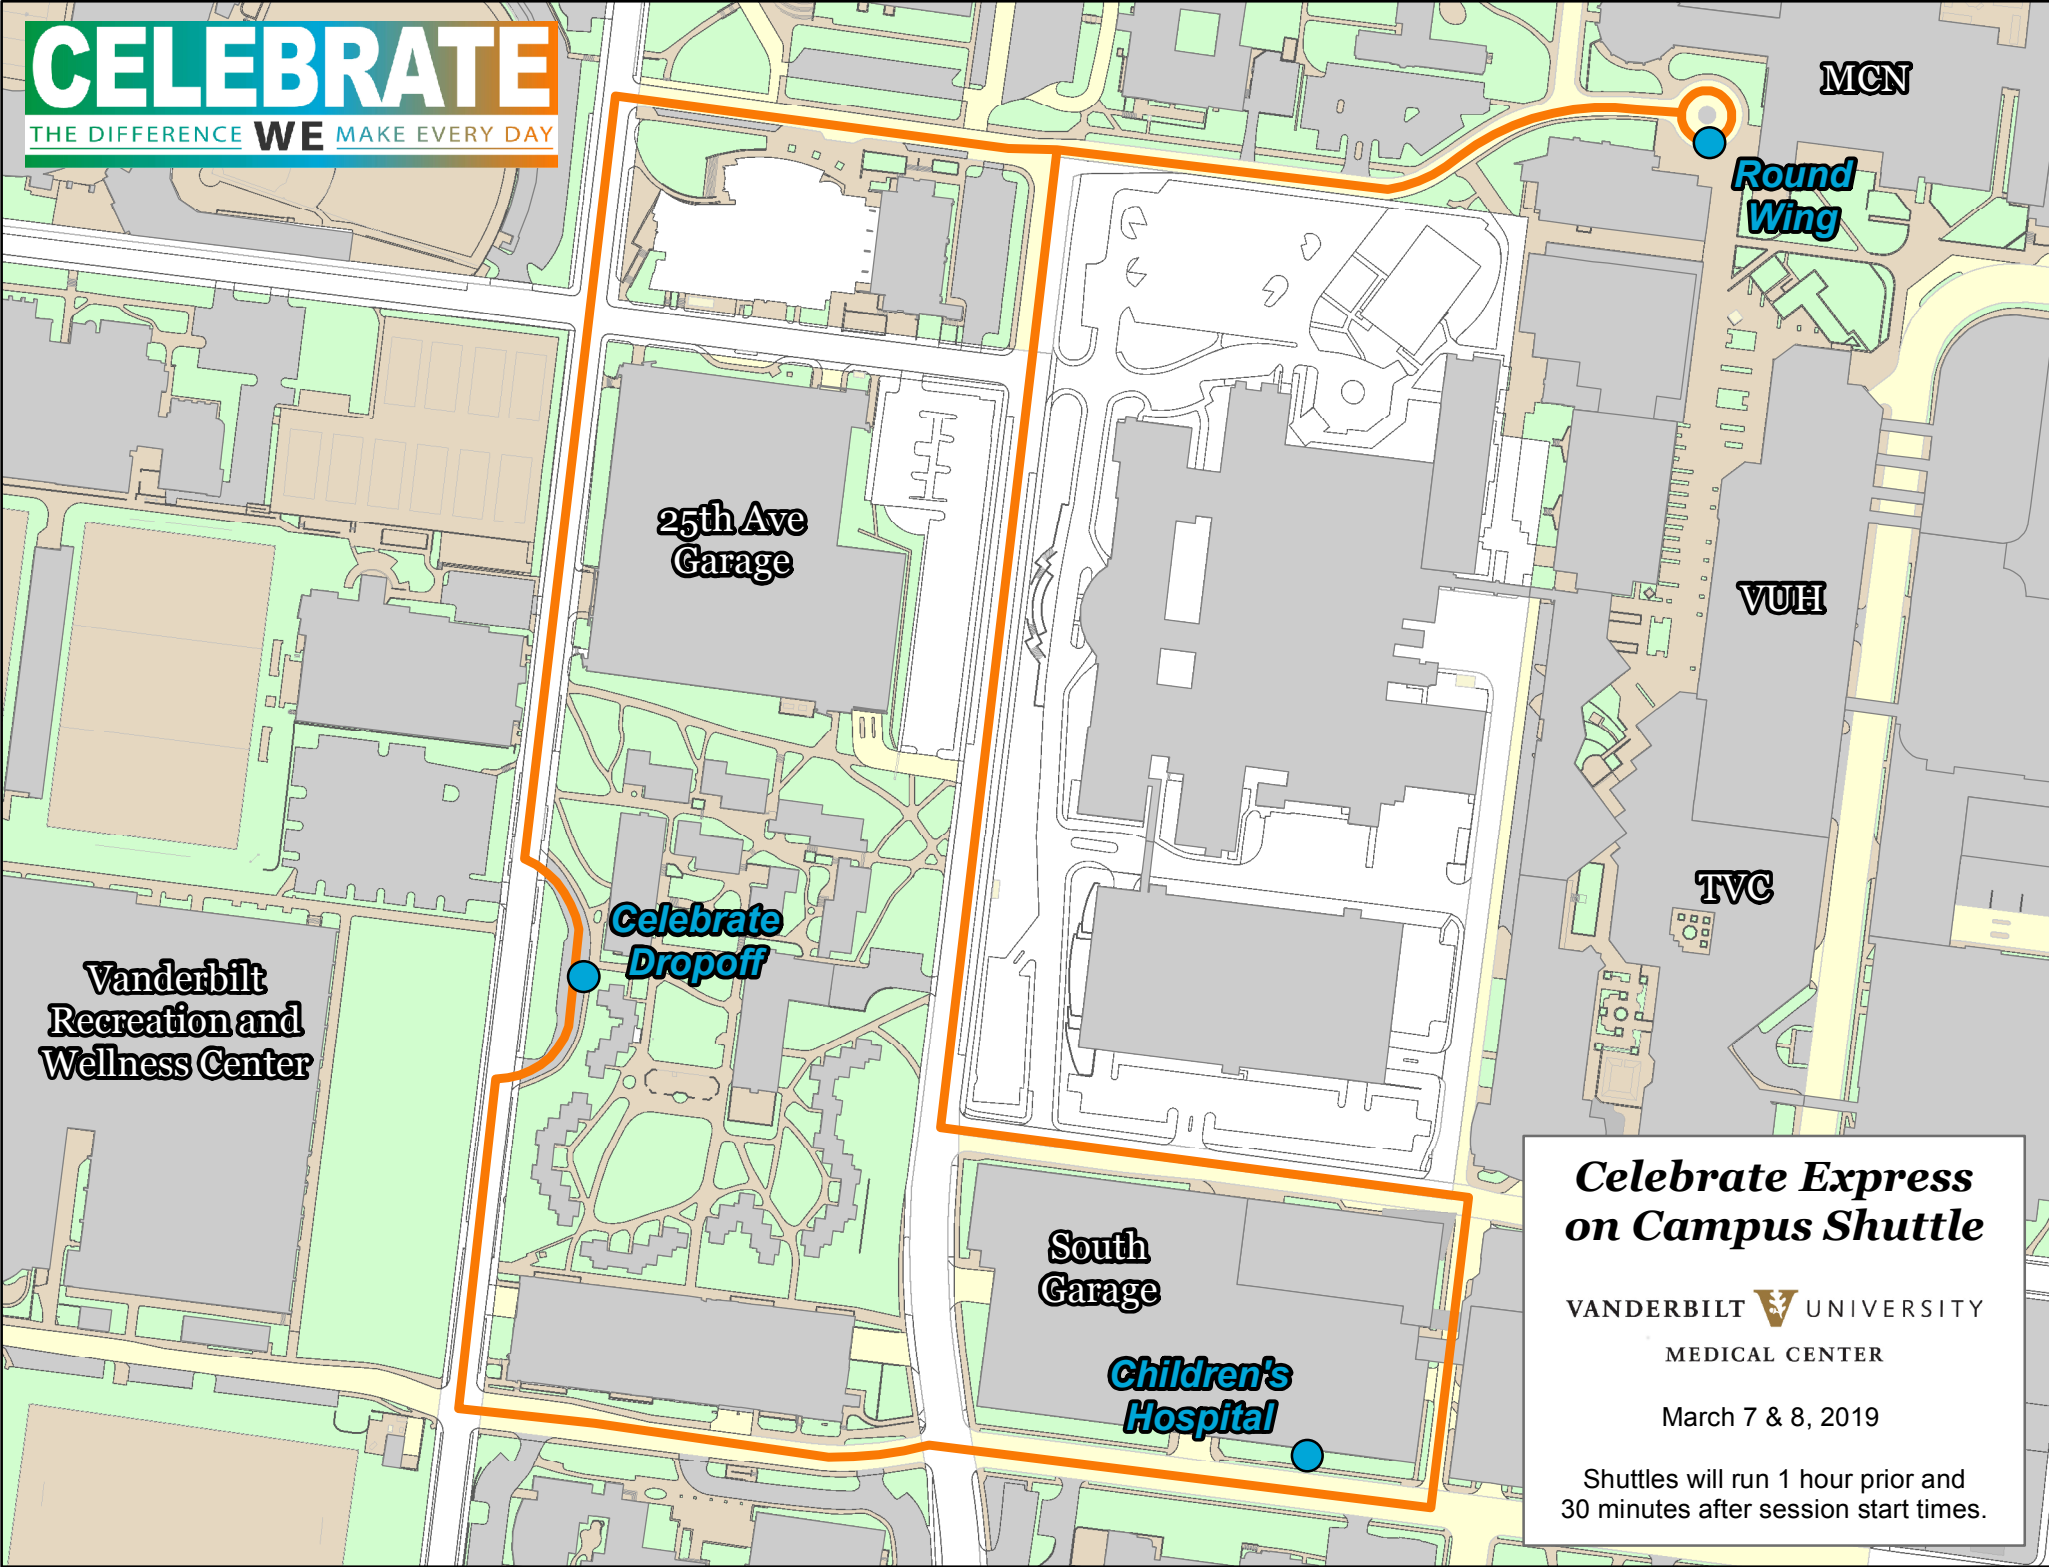 CELEBRATE
THE DIFFERENCE WE MAKE EVERY DAY
MCN
Round
Wing
25th Ave
Garage
VUH
TVC
Celebrate
Dropoff
Vanderbilt
Recreation and
Wellness Center
South
Garage
Children's
Hospital
Celebrate Express
on Campus Shuttle
VANDERBILT V UNIVERSITY
MEDICAL CENTER
March 7 & 8, 2019
Shuttles will run 1 hour prior and
30 minutes after session start times.